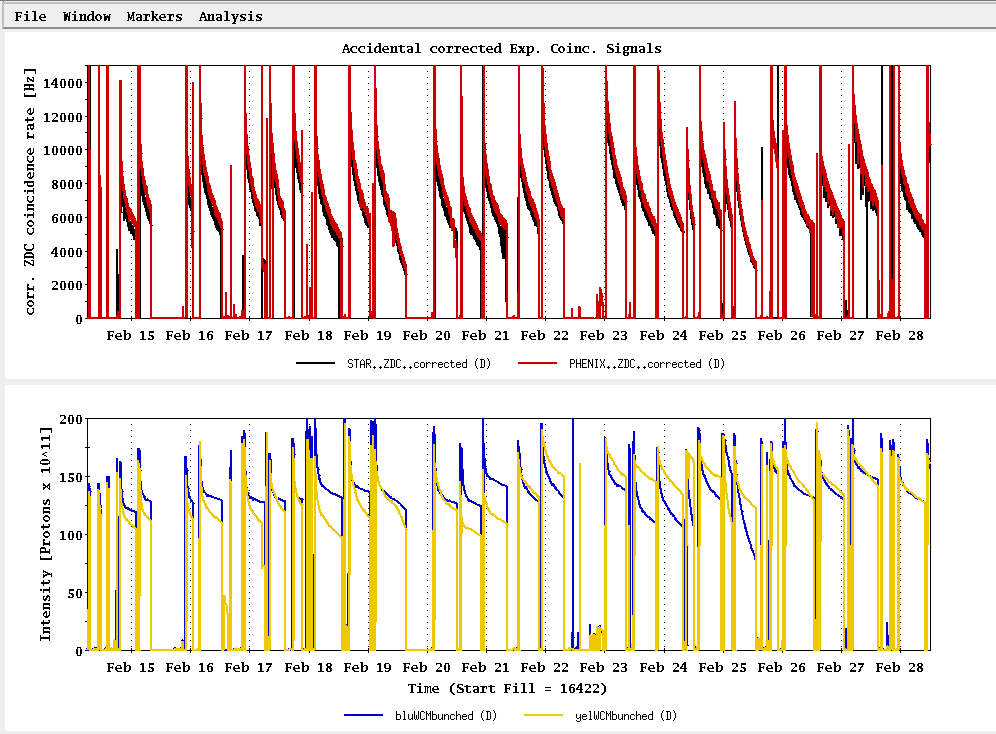 File Window Markers Analysis
Accidental corrected Exp. Coinc. Signals
corr. ZDC coincidence rate [Hz]
14000
12000
10000
8000
6000
4000
2000
0
Feb 15 Feb 16 Feb 17 Feb 18 Feb 19 Feb 20 Feb 21 Feb 22 Feb 23 Feb 24 Feb 25 Feb 26 Feb 27 Feb 28
STAR..ZDC..corrected (D) PHENIX..ZDC..corrected (D)
Intensity [Protons x 10^11]
200
150
100
50
0
Feb 15 Feb 16 Feb 17 Feb 18 Feb 19 Feb 20 Feb 21 Feb 22 Feb 23 Feb 24 Feb 25 Feb 26 Feb 27 Feb 28
Time (Start Fill = 16422)
bluWCMbunched (D) yelWCMbunched (D)